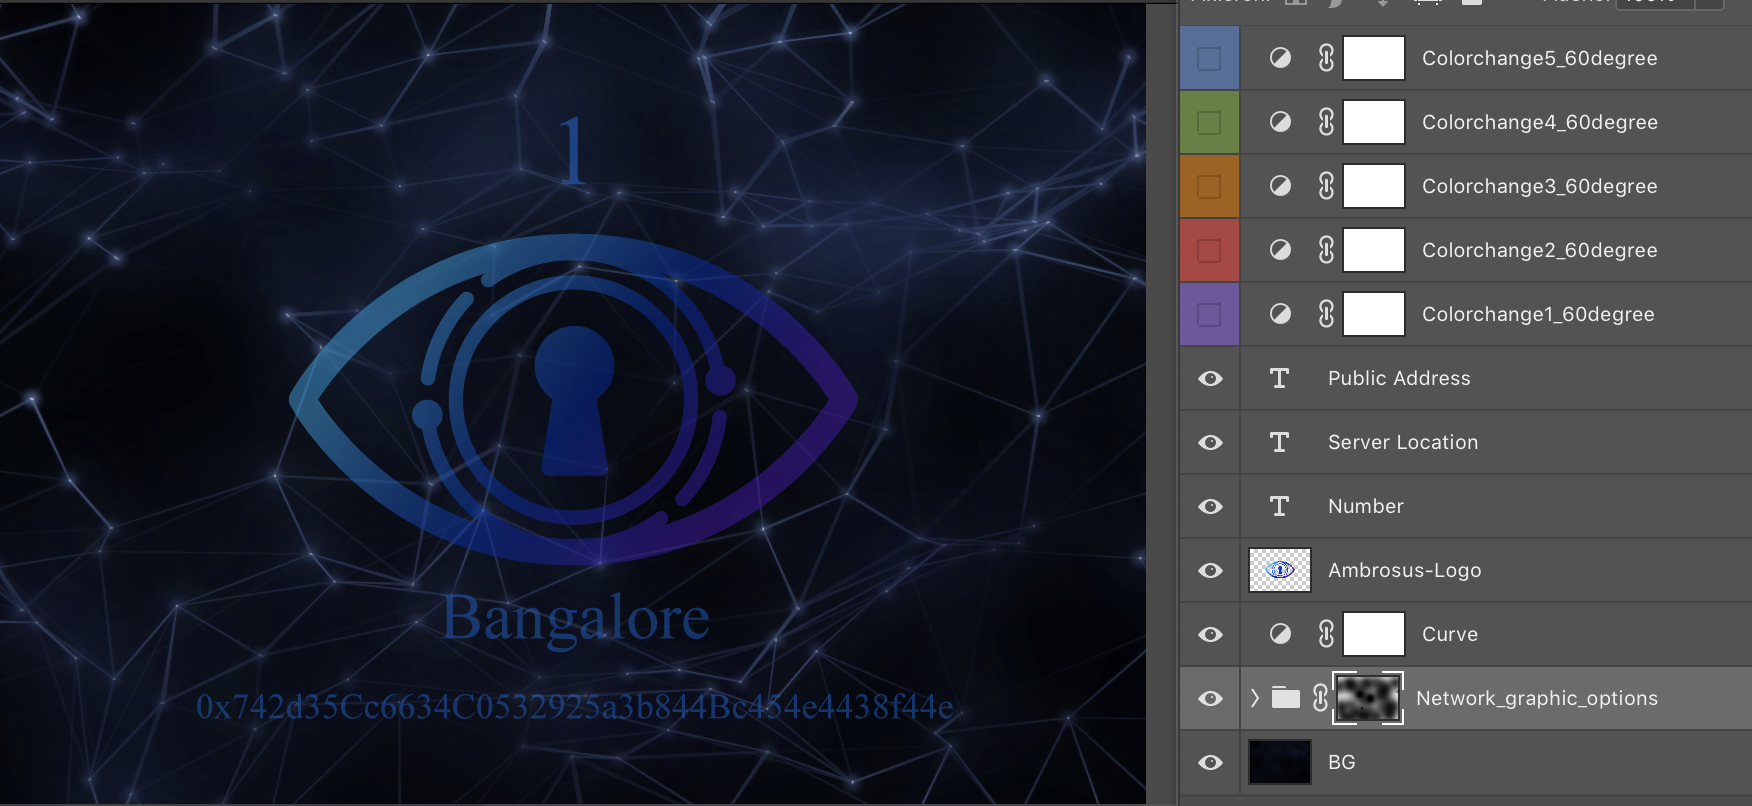 1
Bangalore
0x742d35Cc6634C0532925a3b844Bc454e4438f44e
Colorchange5_60degree
Colorchange4_60degree
Colorchange3_60degree
Colorchange2_60degree
Colorchange1_60degree
Public Address
Server Location
Number
Ambrosus-Logo
Curve
Network_graphic_options
BG